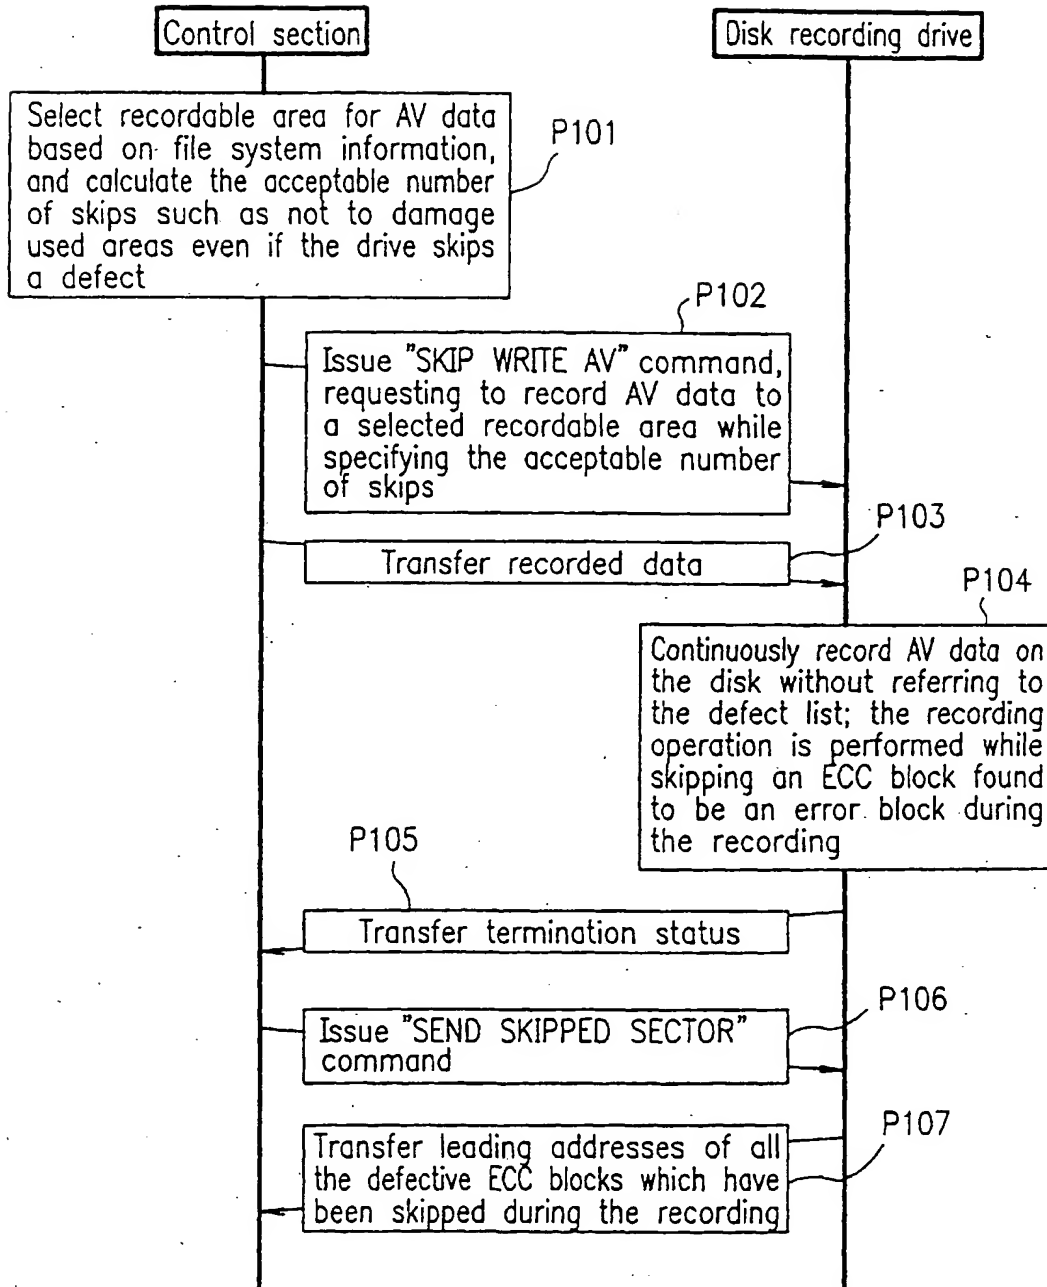 Control section
Disk recording drive
Select recordable area for AV data
based on file system information,
and calculate the acceptable number
of skips such as not to damage
used areas even if the drive skips
a defect
P101
P102
Issue "SKIP WRITE AV" command,
requesting to record AV data to
a selected recordable area while
specifying the acceptable number
of skips
P103
Transfer recorded data
P104
Continuously record AV data on
the disk without referring to
the defect list; the recording
operation is performed while
skipping an ECC block found
to be an error block during
the recording
P105
Transfer termination status
P106
Issue "SEND SKIPPED SECTOR"
command
P107
Transfer leading addresses of all
the defective ECC blocks which have
been skipped during the recording